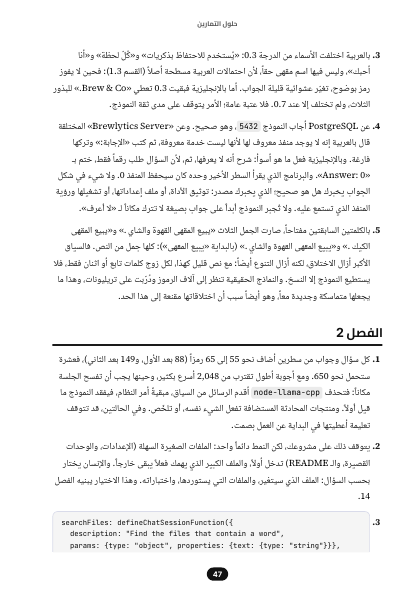 حلول التمارين
3. بالعربية اختلفت الأسماء من الدرجة 0.3: «يُستخدم للاحتفاظ بذكريات» و«كُلّ لحظة» و«أنا
أحبك»، وليس فيها اسم مقهى حقاً، لأن احتمالات العربية مسطحة أصلاً (القسم 1.3): فحين لا يفوز
رمز بوضوح، تغيّر عشوائية قليلة الجواب. أما بالإنجليزية فبقيت 0.3 تعطي «Brew & Co.» للبذور
الثلاث، ولم تختلف إلا عند 0.7. فلا عتبة عامة؛ الأمر يتوقف على مدى ثقة النموذج.
4. عن PostgreSQL أجاب النموذج 5432، وهو صحيح. وعن «Brewlytics Server» المختلقة
قال بالعربية إنه لا يوجد منفذ معروف لها لأنها ليست خدمة معروفة، ثم كتب «الإجابة:» وتركها
فارغة. وبالإنجليزية فعل ما هو أسوأ: شرح أنه لا يعرفها، ثم، لأن السؤال طلب رقماً فقط، ختم بـ
«Answer: 0». والبرنامج الذي يقرأ السطر الأخير وحده كان سيحفظ المنفذ 0. ولا شيء في شكل
الجواب يخبرك هل هو صحيح؛ الذي يخبرك مصدر: توثيق الأداة، أو ملف إعداداتها، أو تشغيلها ورؤية
المنفذ الذي تستمع عليه. ولا تُجبر النموذج أبداً على جواب بصيغة لا تترك مكاناً لـ «لا أعرف».
5. بالكلمتين السابقتين مفتاحاً، صارت الجمل الثلاث «يبيع المقهى القهوة والشاي .» و«يبيع المقهى
الكيك .» و«يبيع المقهى القهوة والشاي .» (بالبداية «يبيع المقهى»): كلها جمل من النص. فالسياق
الأكبر أزال الاختلاق، لكنه أزال التنوع أيضاً: مع نص قليل كهذا، لكل زوج كلمات تابع أو اثنان فقط، فلا
يستطيع النموذج إلا النسخ. والنماذج الحقيقية تنظر إلى آلاف الرموز ودُرّبت على تريليونات، وهذا ما
يجعلها متماسكة وجديدة معاً، وهو أيضاً سبب أن اختلاقاتها مقنعة إلى هذا الحد.
الفصل 2
1. كل سؤال وجواب من سطرين أضاف نحو 55 إلى 65 رمزاً (88 بعد الأول، و149 بعد الثاني)، فعشرة
ستحمل نحو 650. ومع أجوبة أطول تقترب من 2,048 أسرع بكثير، وحينها يجب أن تفسح الجلسة
مكاناً: فتحذف node-llama-cpp أقدم الرسائل من السياق، مبقيةً أمر النظام، فيفقد النموذج ما
قيل أولاً. ومنتجات المحادثة المستضافة تفعل الشيء نفسه، أو تلخّص. وفي الحالتين، قد تتوقف
تعليمة أعطيتها في البداية عن العمل بصمت.
2. يتوقف ذلك على مشروعك، لكن النمط دائماً واحد: الملفات الصغيرة السهلة (الإعدادات، والوحدات
القصيرة، والـ README) تدخل أولاً، والملف الكبير الذي يهمك فعلاً يبقى خارجاً. والإنسان يختار
بحسب السؤال: الملف الذي سيتغير، والملفات التي يستوردها، واختباراته. وهذا الاختيار يبنيه الفصل
14.
3. searchFiles: defineChatSessionFunction({
description: "Find the files that contain a word",
params: {type: "object", properties: {text: {type: "string"}}},
47